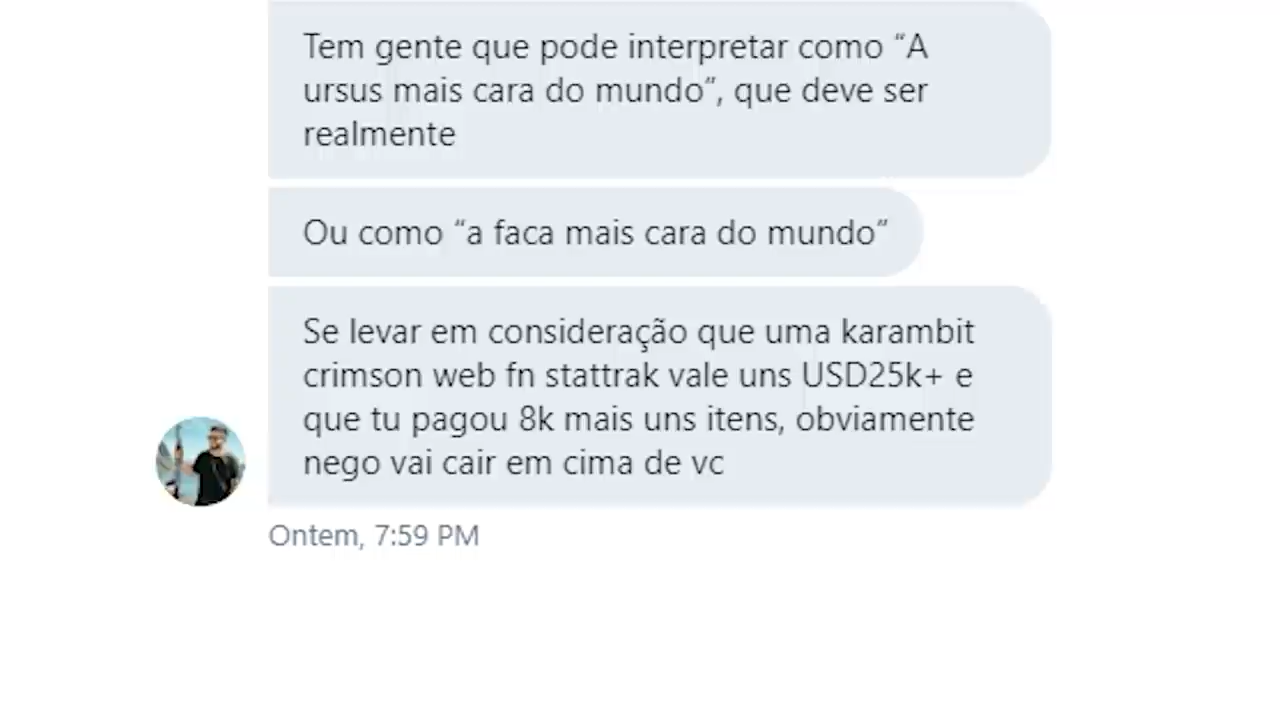 Tem gente que pode interpretar como “A
ursus mais cara do mundo”, que deve ser
realmente
Ou como “a faca mais cara do mundo”
Se levar em consideração que uma karambit
crimson web fn stattrak vale uns USD25k+ e
que tu pagou 8k mais uns itens, obviamente
nego vai cair em cima de vc
Ontem, 7:59 PM